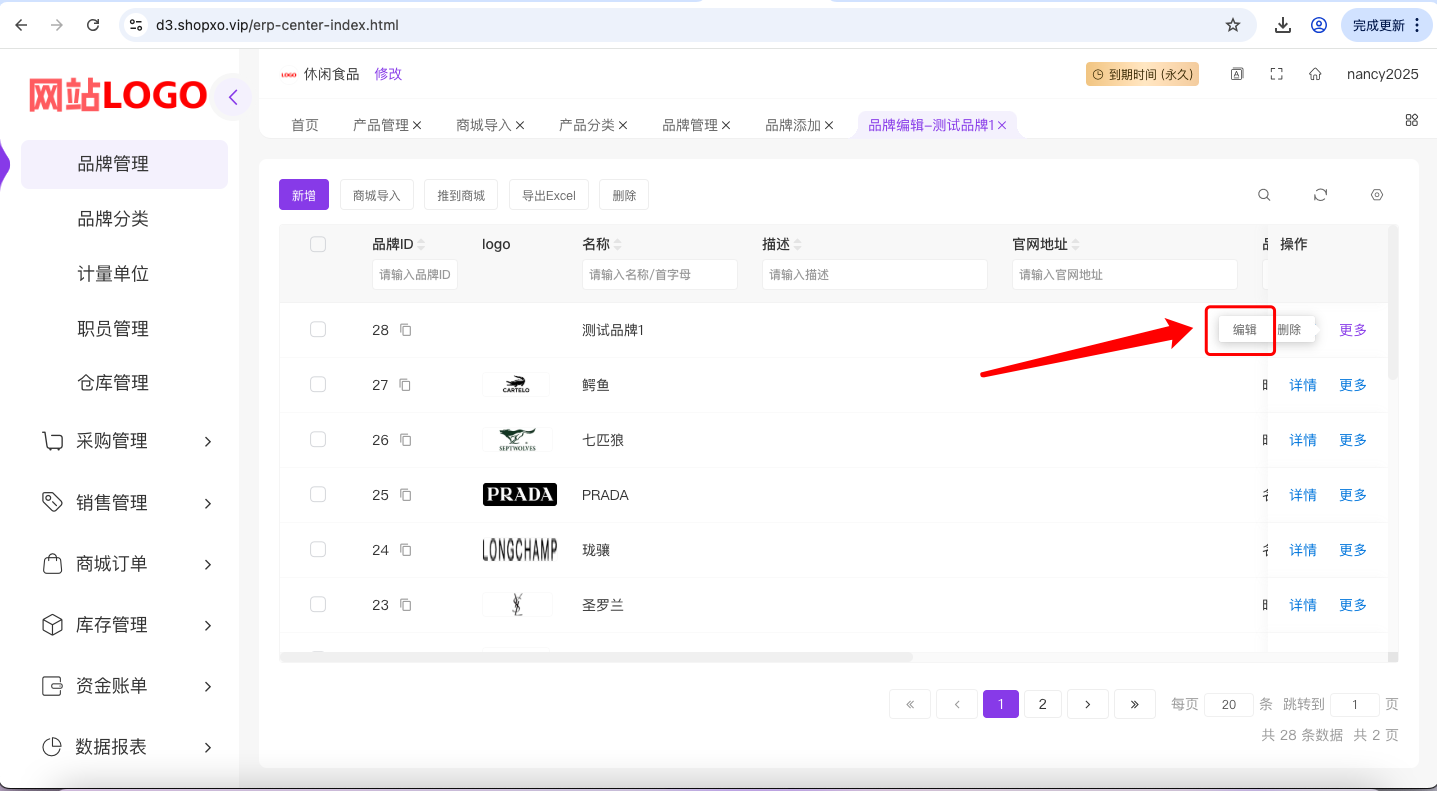 d3.shopxo.vip/erp-center-index.html
完成更新
网站LOGO
LOGO 休闲食品 修改
到期时间 (永久)
nancy2025
首页 产品管理 商城导入 产品分类 品牌管理 品牌添加 品牌编辑-测试品牌1
品牌管理
品牌分类
计量单位
职员管理
仓库管理
采购管理
销售管理
商城订单
库存管理
资金账单
数据报表
新增 商城导入 推到商城 导出Excel 删除
品牌ID logo 名称 描述 官网地址 操作
请输入品牌ID 请输入名称/首字母 请输入描述 请输入官网地址
28 测试品牌1 编辑 删除 更多
27 CARTELO 鳄鱼 详情 更多
26 SEPTWOLVES 七匹狼 详情 更多
25 PRADA PRADA 详情 更多
24 LONGCHAMP 珑骧 详情 更多
23 圣罗兰 详情 更多
« ‹ 1 2 › » 每页 20 条 跳转到 1 页
共 28 条数据 共 2 页